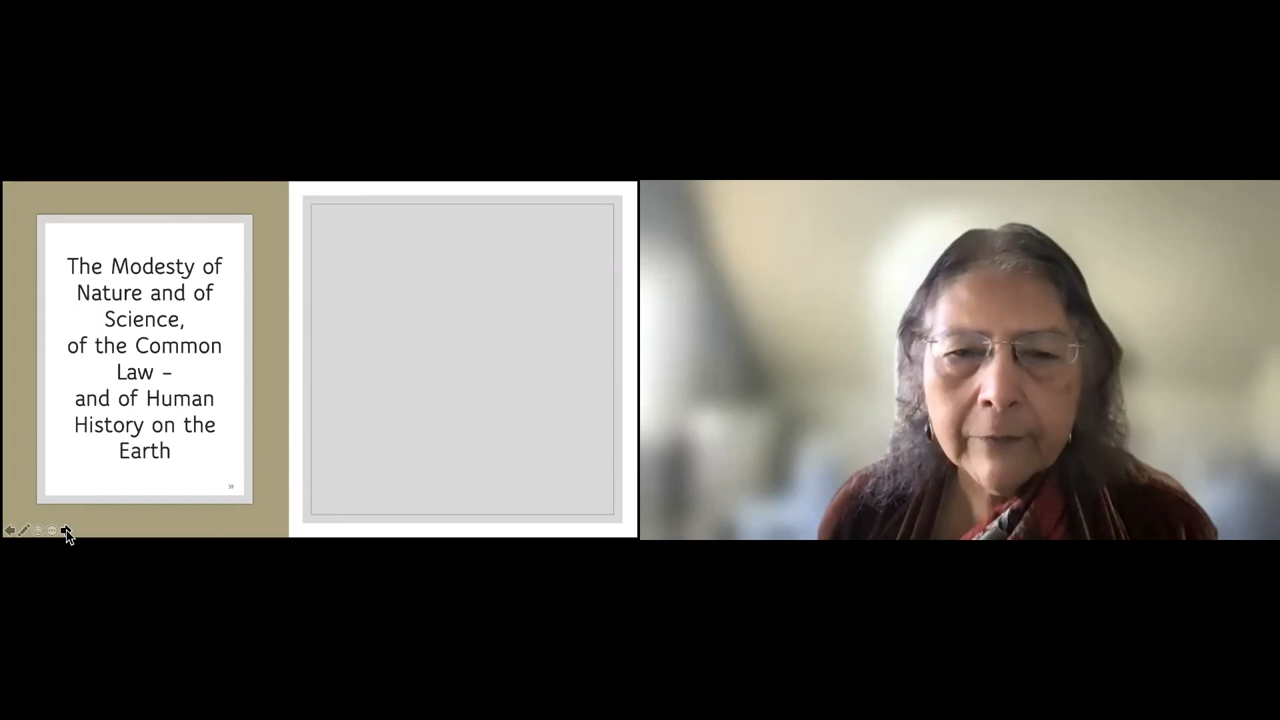 The Modesty of
Nature and of
Science,
of the Common
Law –
and of Human
History on the
Earth